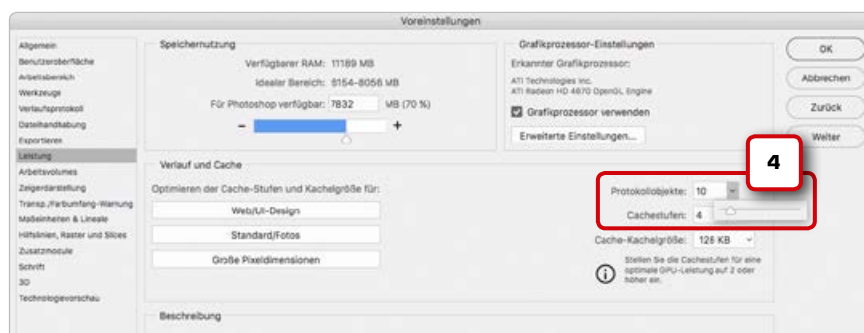 Voreinstellungen
Allgemein
Benutzeroberfläche
Arbeitsbereich
Werkzeuge
Verlaufsprotokoll
Dateihandhabung
Exportieren
Leistung
Arbeitsvolumes
Zeigerdarstellung
Transp./Farbumfang-Warnung
Maßeinheiten & Lineale
Hilfslinien, Raster und Slices
Zusatzmodule
Schrift
3D
Technologievorschau
Speichernutzung
Verfügbarer RAM: 11189 MB
Idealer Bereich: 6154-8056 MB
Für Photoshop verfügbar: 7832 MB (70 %)
- +
Grafikprozessor-Einstellungen
Erkannter Grafikprozessor:
ATI Technologies Inc.
ATI Radeon HD 4670 OpenGL Engine
Grafikprozessor verwenden
Erweiterte Einstellungen...
OK
Abbrechen
Zurück
Weiter
Verlauf und Cache
Optimieren der Cache-Stufen und Kachelgröße für:
Web/UI-Design
Standard/Fotos
Große Pixeldimensionen
4
Protokollobjekte: 10
Cachestufen: 4
Cache-Kachelgröße: 128 KB
Stellen Sie die Cachestufen für eine
optimale GPU-Leistung auf 2 oder
höher ein.
Beschreibung